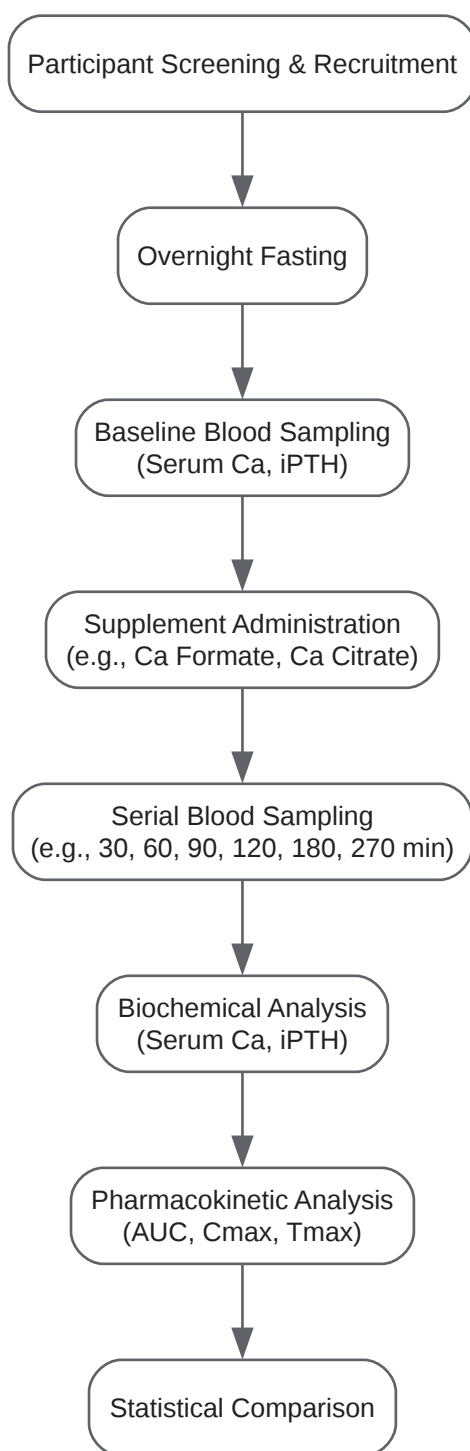 Participant Screening & Recruitment
Overnight Fasting
Baseline Blood Sampling
(Serum Ca, iPTH)
Supplement Administration
(e.g., Ca Formate, Ca Citrate)
Serial Blood Sampling
(e.g., 30, 60, 90, 120, 180, 270 min)
Biochemical Analysis
(Serum Ca, iPTH)
Pharmacokinetic Analysis
(AUC, Cmax, Tmax)
Statistical Comparison